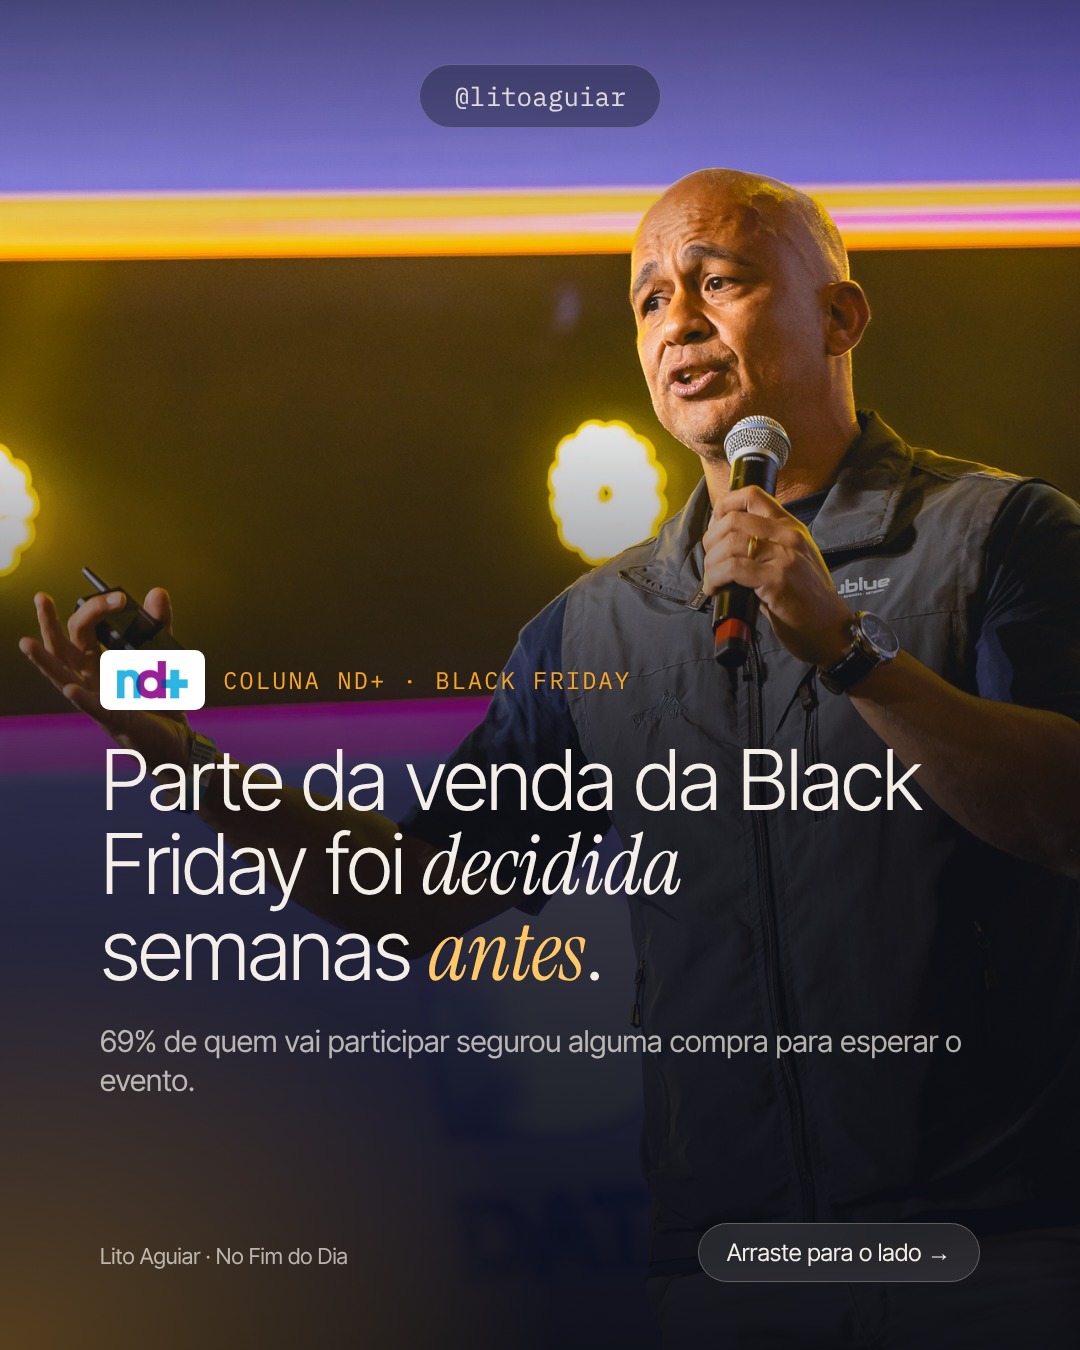 @litoaguiar
nd+ COLUNA ND+ · BLACK FRIDAY
Parte da venda da Black
Friday foi decidida
semanas antes.
69% de quem vai participar segurou alguma compra para esperar o
evento.
Lito Aguiar · No Fim do Dia
Arraste para o lado →